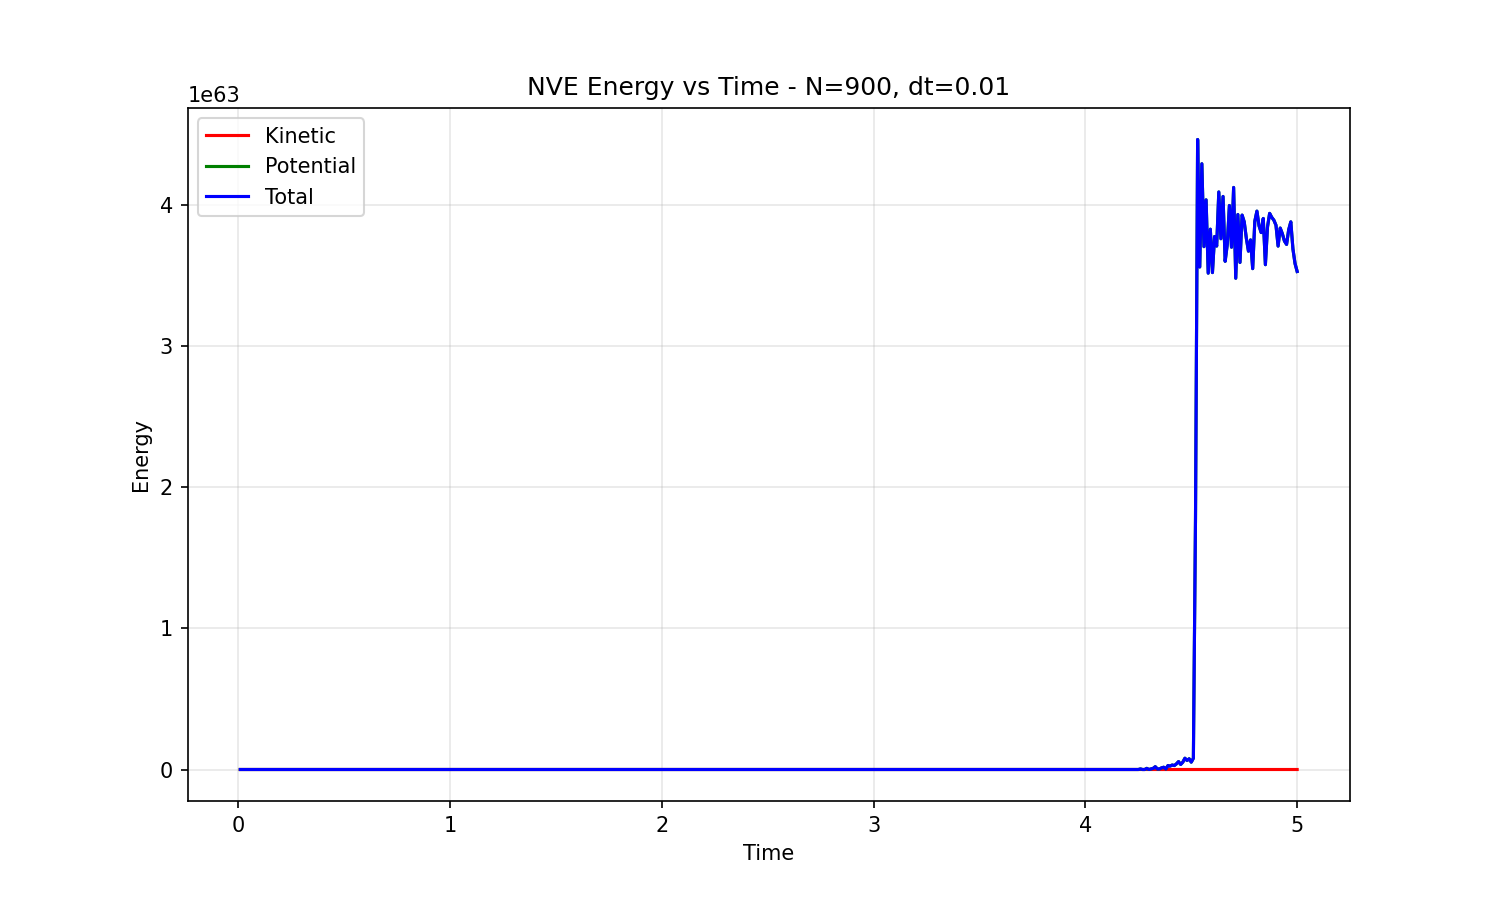 NVE Energy vs Time - N=900, dt=0.01
1e63
Kinetic
Potential
Total
4
3
2
1
0
Energy
0 1 2 3 4 5
Time